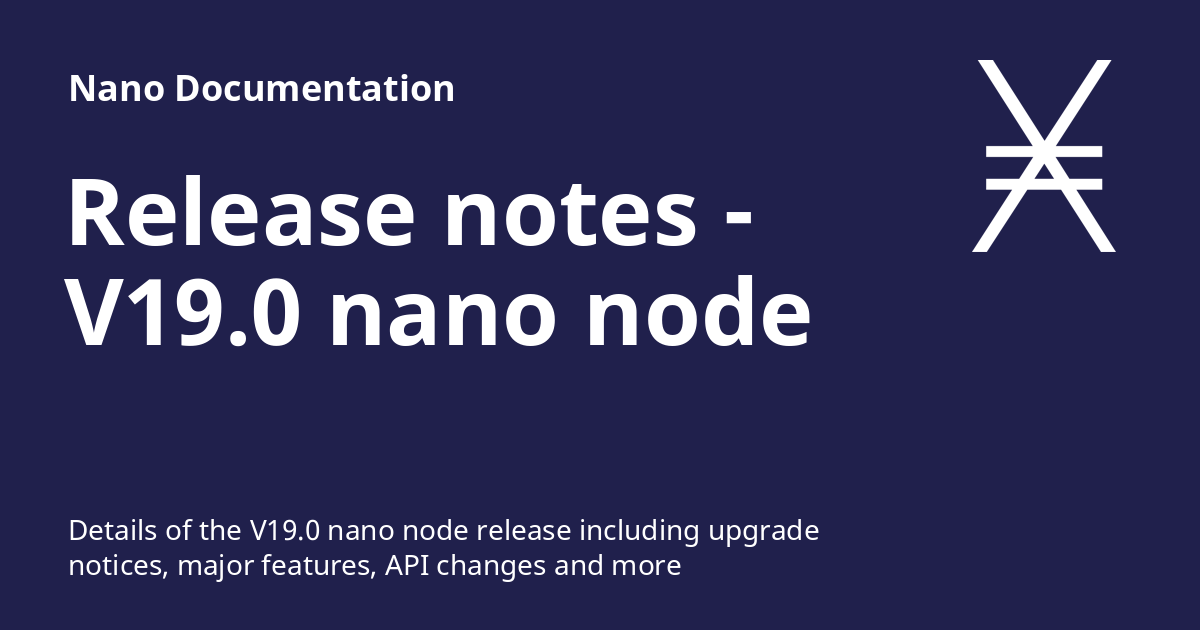 Nano Documentation
Release notes -
V19.0 nano node
Details of the V19.0 nano node release including upgrade
notices, major features, API changes and more